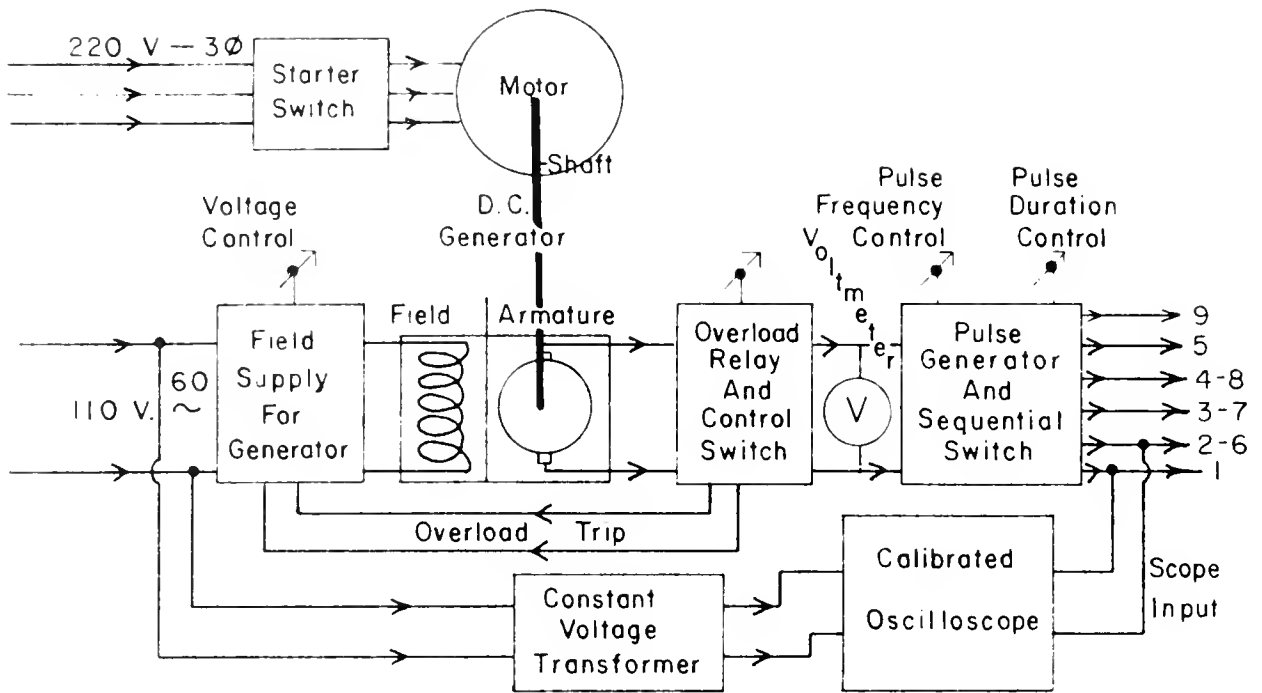 220 V – 3Ø
Starter
Switch
Motor
Shaft
D.C.
Generator
Voltage
Control
Pulse
Frequency
Control
Pulse
Duration
Control
Voltmeter
Field
Armature
110 V.
60
~
Field
Supply
For
Generator
Overload
Relay
And
Control
Switch
V
Pulse
Generator
And
Sequential
Switch
9
5
4-8
3-7
2-6
1
Overload Trip
Constant
Voltage
Transformer
Calibrated
Oscilloscope
Scope
Input